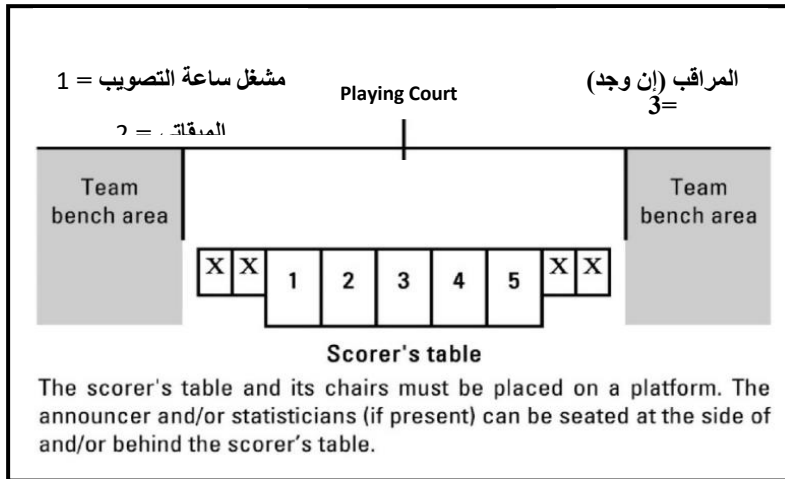 مشغل ساعة التصويب = 1
الميقاتي = 2
Playing Court
المراقب (إن وجد)
=3
Team
bench area
Team
bench area
X X 1 2 3 4 5 X X
Scorer's table
The scorer's table and its chairs must be placed on a platform. The
announcer and/or statisticians (if present) can be seated at the side of
and/or behind the scorer's table.